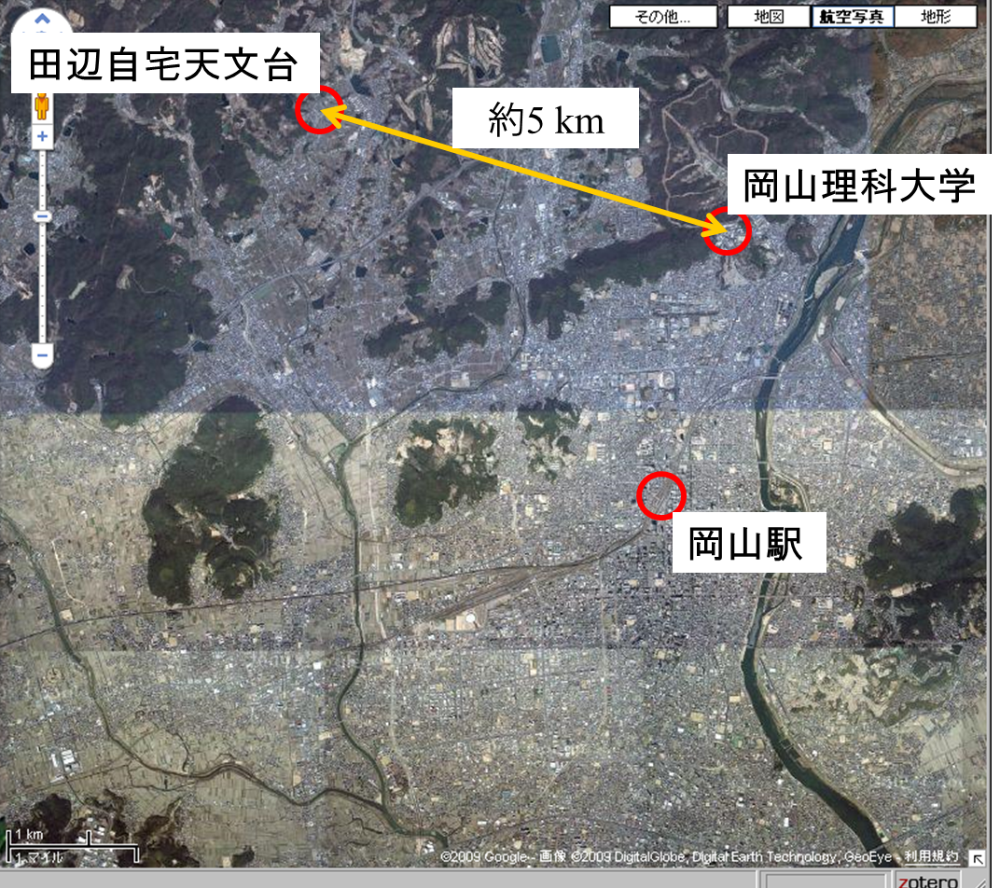 その他...
地図
航空写真
地形
田辺自宅天文台
約5 km
岡山理科大学
岡山駅
1 km
1 マイル
©2009 Google - 画像 ©2009 DigitalGlobe, Digital Earth Technology, GeoEye - 利用規約
zotero